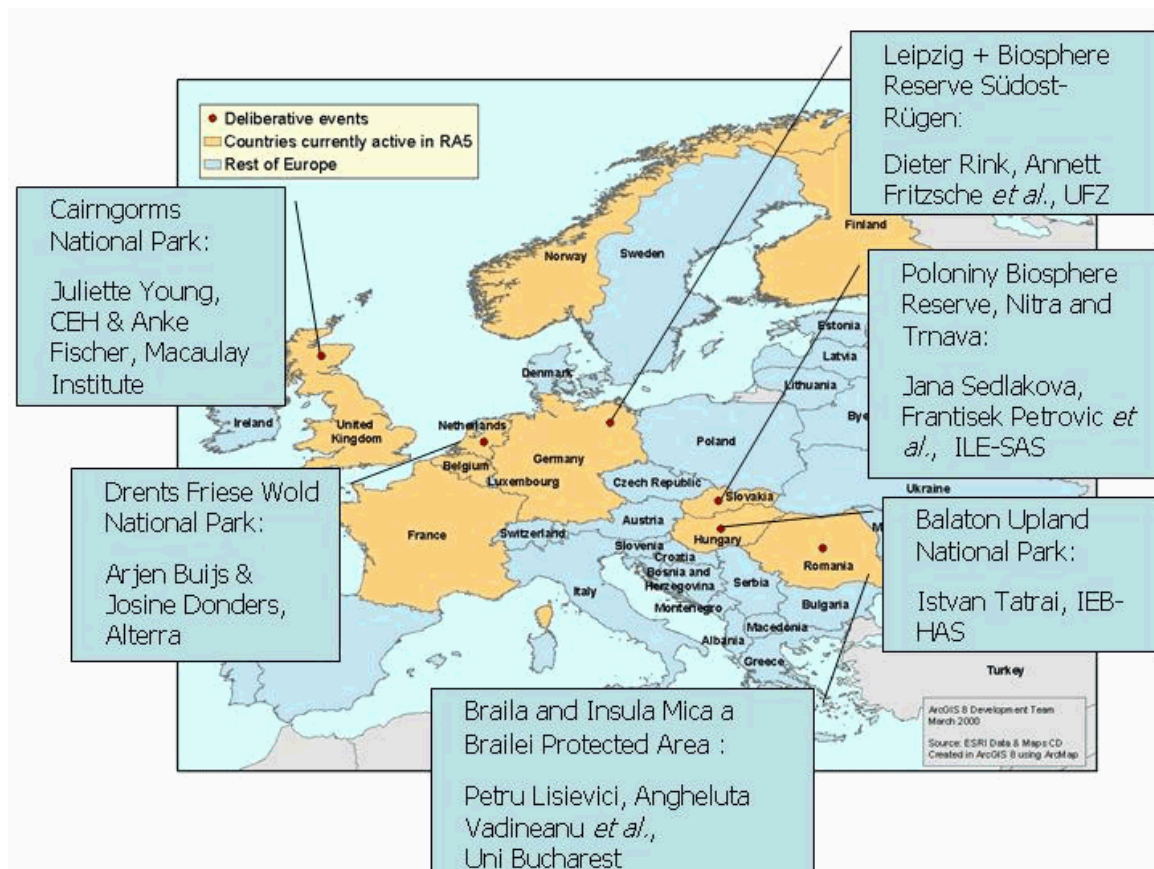 Leipzig + Biosphere
Reserve Südost-
Rügen:
Dieter Rink, Annett
Fritzsche et al., UFZ
Deliberative events
Countries currently active in RA5
Rest of Europe
Cairngorms
National Park:
Juliette Young,
CEH & Anke
Fischer, Macaulay
Institute
Poloniny Biosphere
Reserve, Nitra and
Trnava:
Jana Sedlakova,
Frantisek Petrovic et
al., ILE-SAS
Drents Friese Wold
National Park:
Arjen Buijs &
Josine Donders,
Alterra
Balaton Upland
National Park:
Istvan Tatrai, IEB-
HAS
Braila and Insula Mica a
Brailei Protected Area :
Petru Lisievici, Angheluta
Vadineanu et al.,
Uni Bucharest
Finland
Norway
Sweden
Estonia
Latvia
Lithuania
Denmark
Ireland
United
Kingdom
Netherlands
Belgium
Luxembourg
Germany
Poland
Czech Republic
Slovakia
Ukraine
France
Switzerland
Austria
Hungary
Slovenia
Croatia
Bosnia and
Herzegovina
Romania
Italy
Serbia
Montenegro
Bulgaria
Macedonia
Albania
Greece
Turkey
ArcGIS 8 Development Team
March 2000
Source: ESRI Data & Maps CD
Created in ArcGIS 8 using ArcMap